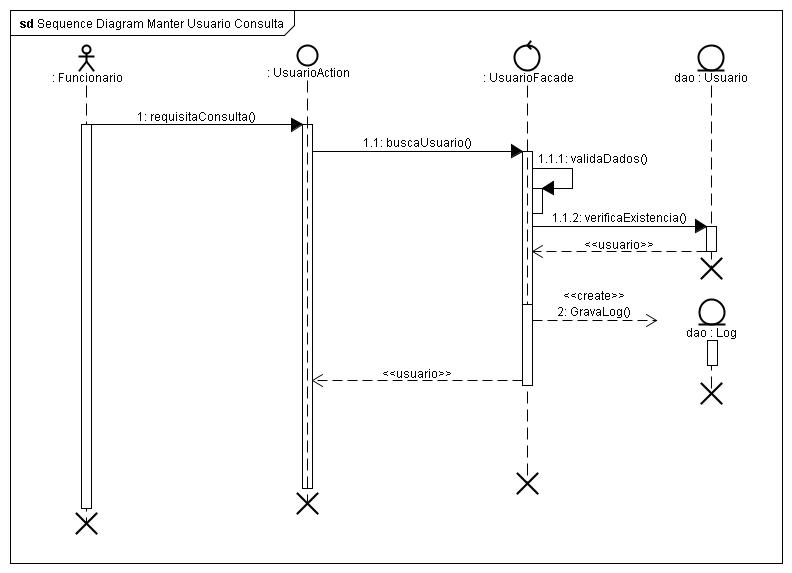 sd Sequence Diagram Manter Usuario Consulta
: Funcionario
: UsuarioAction
: UsuarioFacade
dao : Usuario
1: requisitaConsulta()
1.1: buscaUsuario()
1.1.1: validaDados()
1.1.2: verificaExistencia()
<<usuario>>
<<create>>
2: GravaLog()
dao : Log
<<usuario>>